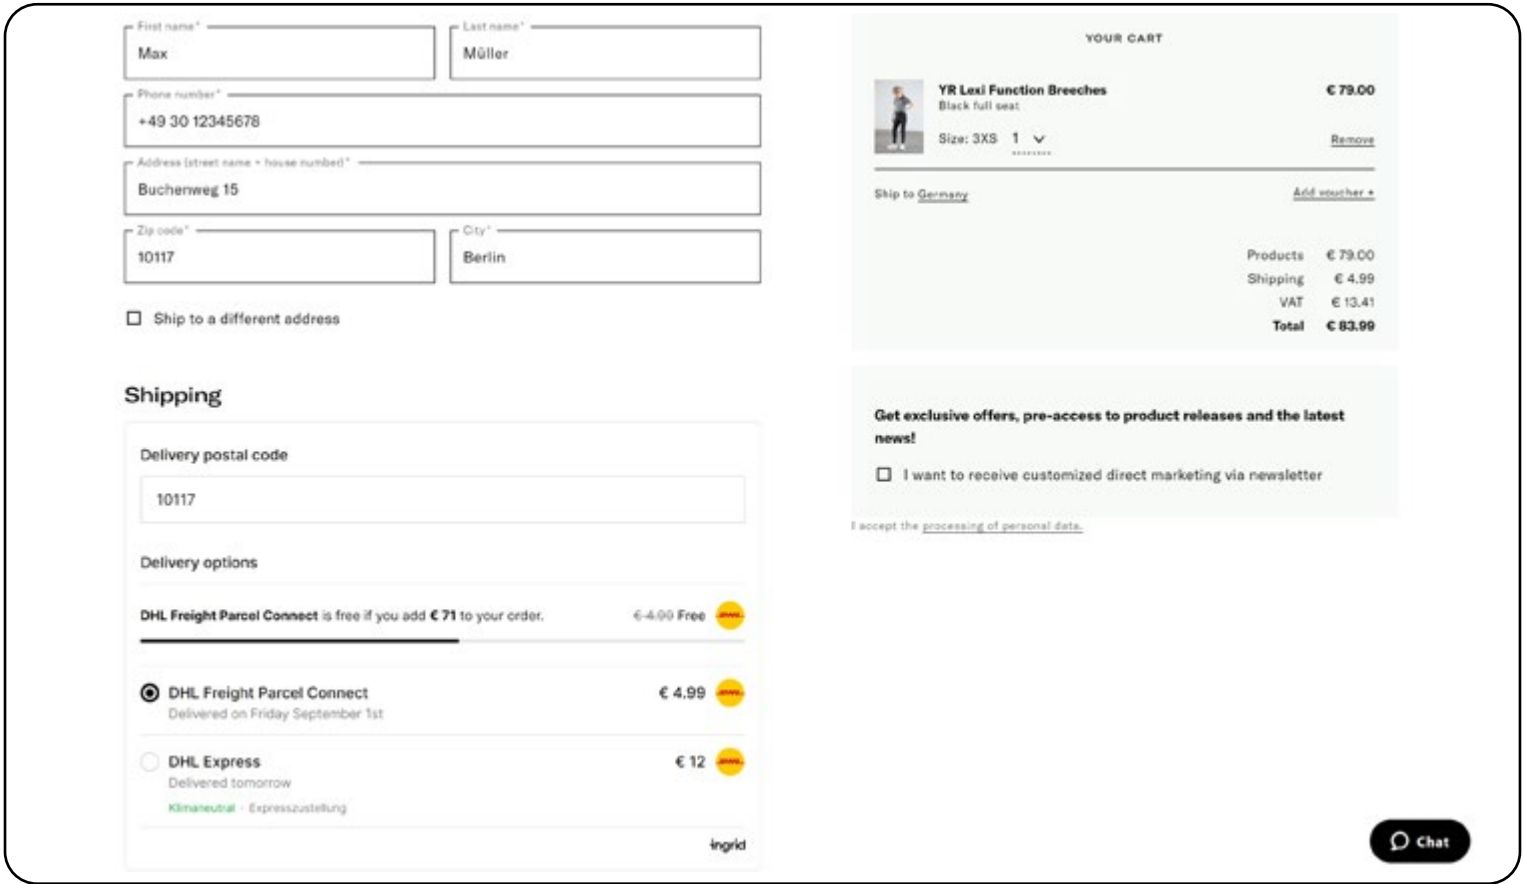 First name*
Last name*
Max
Müller
Phone number*
+49 30 12345678
Address (street name + house number)*
Buchenweg 15
Zip code*
City*
10117
Berlin
Ship to a different address
Shipping
Delivery postal code
10117
Delivery options
DHL Freight Parcel Connect is free if you add € 71 to your order.
€ 4.99 Free
DHL Freight Parcel Connect
€ 4.99
Delivered on Friday September 1st
DHL Express
€ 12
Delivered tomorrow
Klimaneutral · Expresszustellung
ingrid
YOUR CART
YR Lexi Function Breeches
€ 79.00
Black full seat
Size: 3XS 1
Remove
Ship to Germany
Add voucher +
Products € 79.00
Shipping € 4.99
VAT € 13.41
Total € 83.99
Get exclusive offers, pre-access to product releases and the latest
news!
I want to receive customized direct marketing via newsletter
I accept the processing of personal data.
Chat